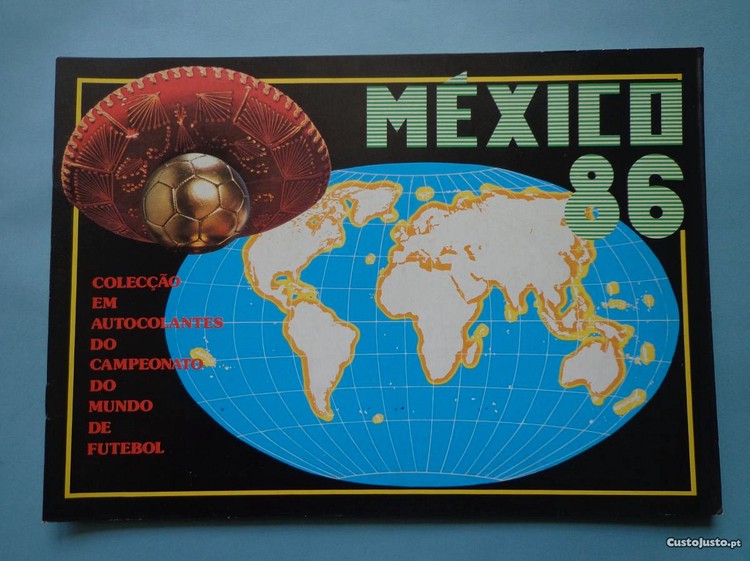 MÉXICO
86
COLECÇÃO
EM
AUTOCOLANTES
DO
CAMPEONATO
DO
MUNDO
DE
FUTEBOL
CustoJusto.pt